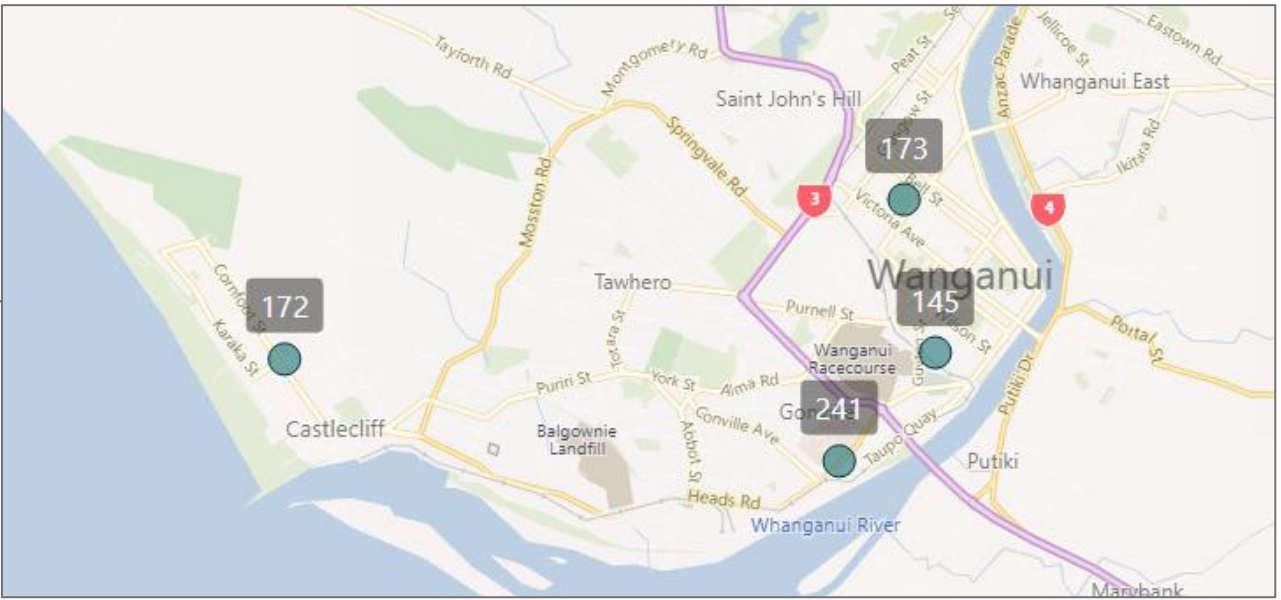 Tayforth Rd
Montgomery Rd
Peat St
Anzac Parade
Jellicoe St
Eastown Rd
Whanganui East
Saint John's Hill
Springvale Rd
173
Bell St
Ikitara Rd
3
4
Mosston Rd
Victoria Ave
Wanganui
Tawhero
172
Cornfoot St
Karaka St
145
Purnell St
Wilson St
Totara St
Wanganui
Racecourse
Portal St
Putiki Dr
Puriri St
York St
Alma Rd
241
Castlecliff
Balgownie
Landfill
Gonville Ave
Abbot St
Taupo Quay
Putiki
Heads Rd
Whanganui River
Marybank